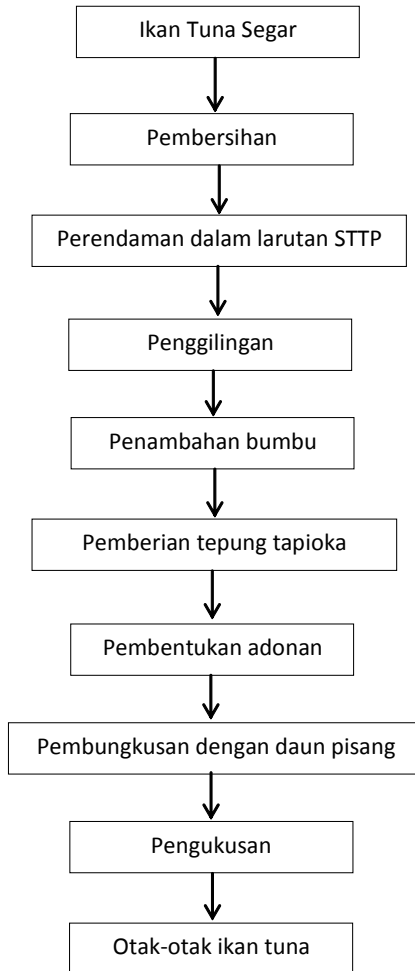 Ikan Tuna Segar
Pembersihan
Perendaman dalam larutan STTP
Penggilingan
Penambahan bumbu
Pemberian tepung tapioka
Pembentukan adonan
Pembungkusan dengan daun pisang
Pengukusan
Otak-otak ikan tuna